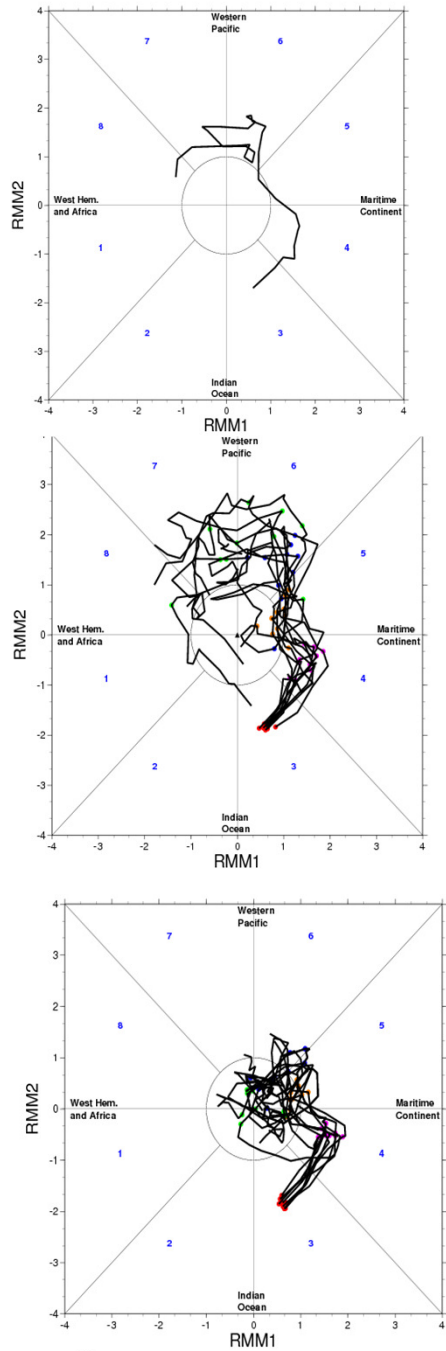 4
Western
Pacific
7
6
3
2
8
5
1
RMM2
0
West Hem.
and Africa
Maritime
Continent
-1
1
4
-2
2
3
-3
Indian
Ocean
-4
-4
-3
-2
-1
0
1
2
3
4
RMM1
Western
Pacific
7
6
3
2
8
5
1
RMM2
0
West Hem.
and Africa
Maritime
Continent
-1
1
4
-2
2
3
-3
Indian
Ocean
-4
-4
-3
-2
-1
0
1
2
3
4
RMM1
4
Western
Pacific
7
6
3
2
8
5
1
RMM2
0
West Hem.
and Africa
Maritime
Continent
-1
1
4
-2
2
3
-3
Indian
Ocean
-4
-4
-3
-2
-1
0
1
2
3
4
RMM1